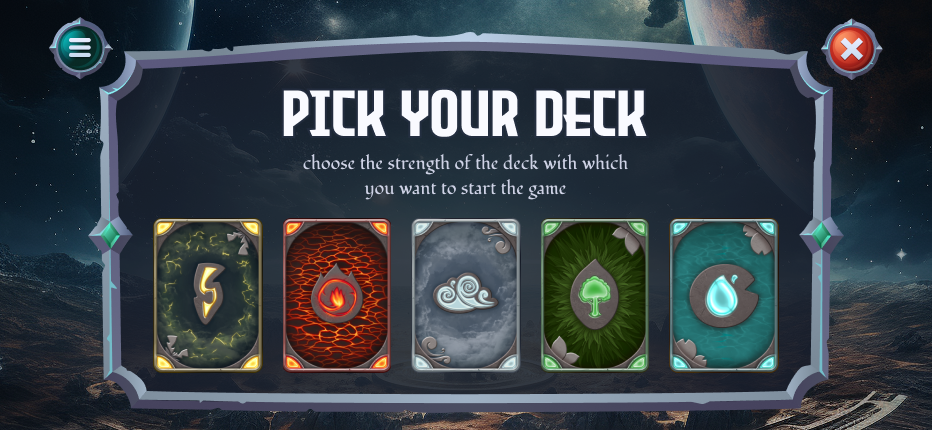 PICK YOUR DECK
choose the strength of the deck with which
you want to start the game